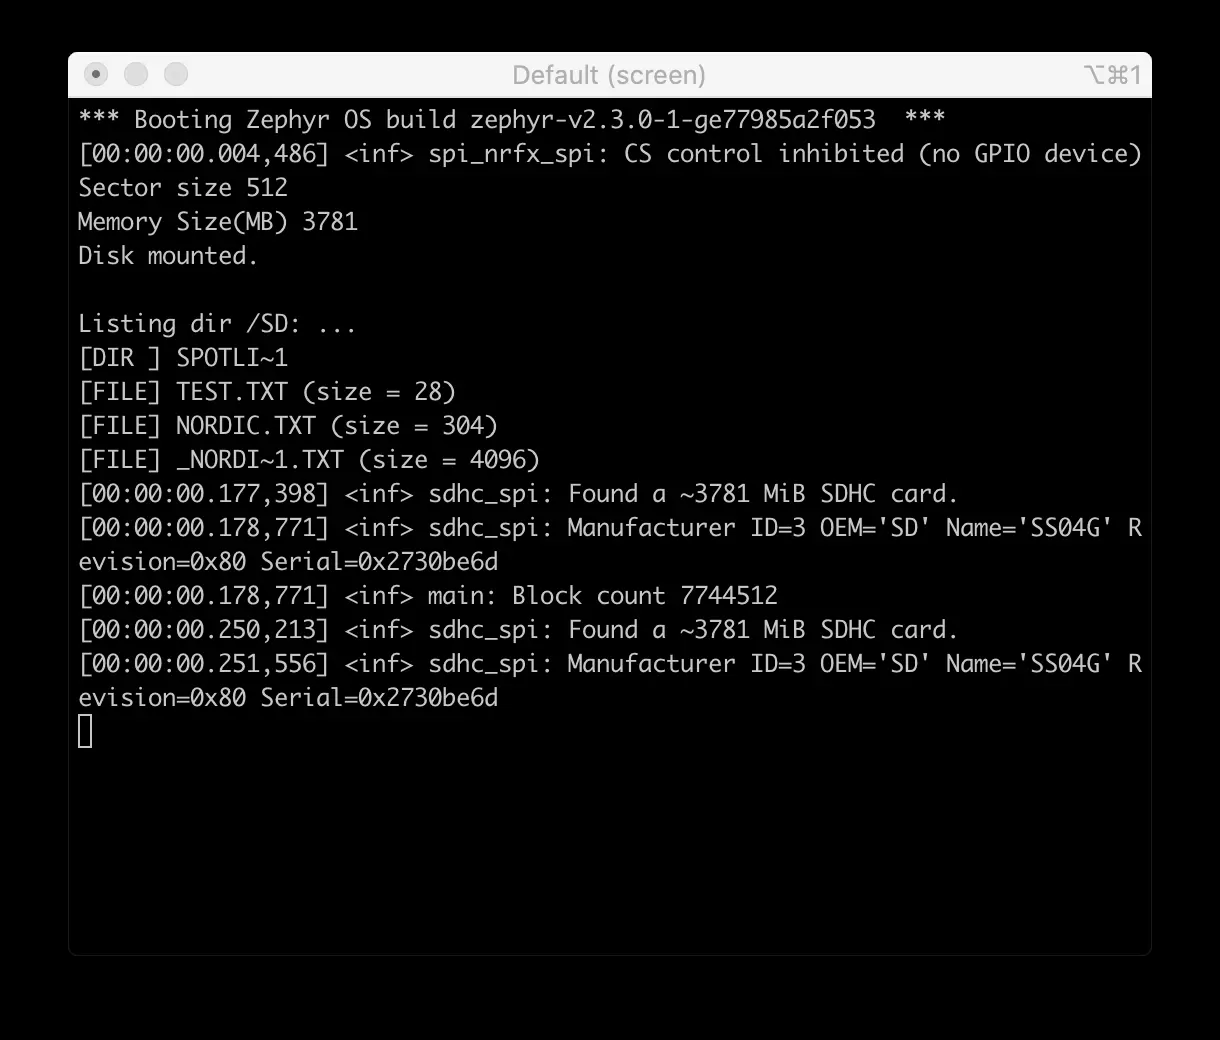 Default (screen)
⌥⌘1
*** Booting Zephyr OS build zephyr-v2.3.0-1-ge77985a2f053  ***
[00:00:00.004,486] <inf> spi_nrfx_spi: CS control inhibited (no GPIO device)
Sector size 512
Memory Size(MB) 3781
Disk mounted.

Listing dir /SD: ...
[DIR ] SPOTLI~1
[FILE] TEST.TXT (size = 28)
[FILE] NORDIC.TXT (size = 304)
[FILE] _NORDI~1.TXT (size = 4096)
[00:00:00.177,398] <inf> sdhc_spi: Found a ~3781 MiB SDHC card.
[00:00:00.178,771] <inf> sdhc_spi: Manufacturer ID=3 OEM='SD' Name='SS04G' R
evision=0x80 Serial=0x2730be6d
[00:00:00.178,771] <inf> main: Block count 7744512
[00:00:00.250,213] <inf> sdhc_spi: Found a ~3781 MiB SDHC card.
[00:00:00.251,556] <inf> sdhc_spi: Manufacturer ID=3 OEM='SD' Name='SS04G' R
evision=0x80 Serial=0x2730be6d